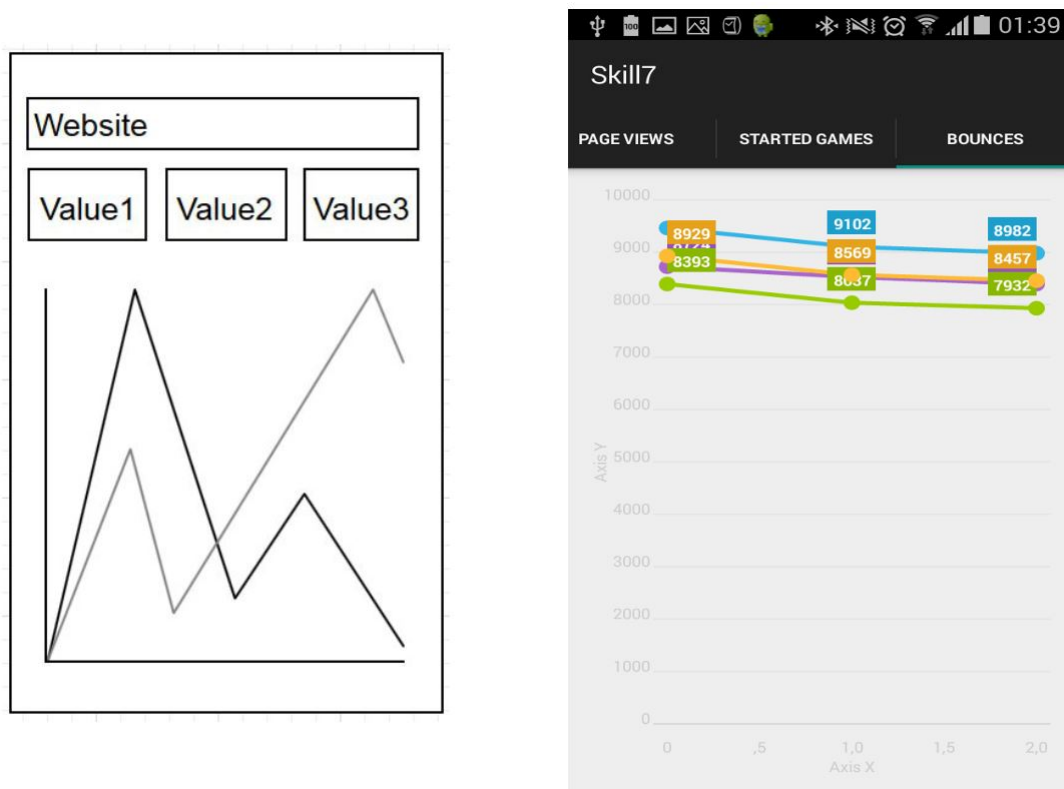 Website
Value1 Value2 Value3
01:39
Skill7
PAGE VIEWS STARTED GAMES BOUNCES
10000
9102
8929
8982
9000
8569
8457
8393
7932
8000
7000
6000
5000
Axis Y
4000
3000
2000
1000
0
0 ,5 1,0 1,5 2,0
Axis X